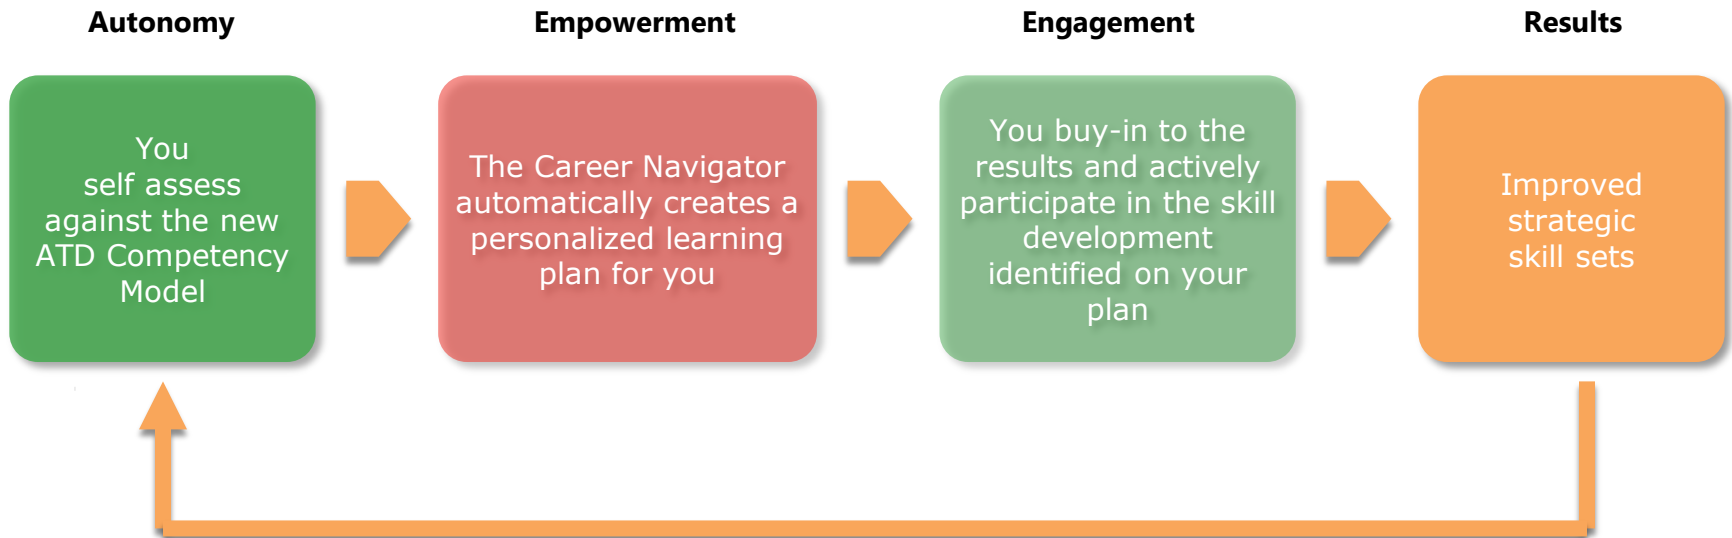 Autonomy
Empowerment
Engagement
Results
You
self assess
against the new
ATD Competency
Model
The Career Navigator
automatically creates a
personalized learning
plan for you
You buy-in to the
results and actively
participate in the skill
development
identified on your
plan
Improved
strategic
skill sets